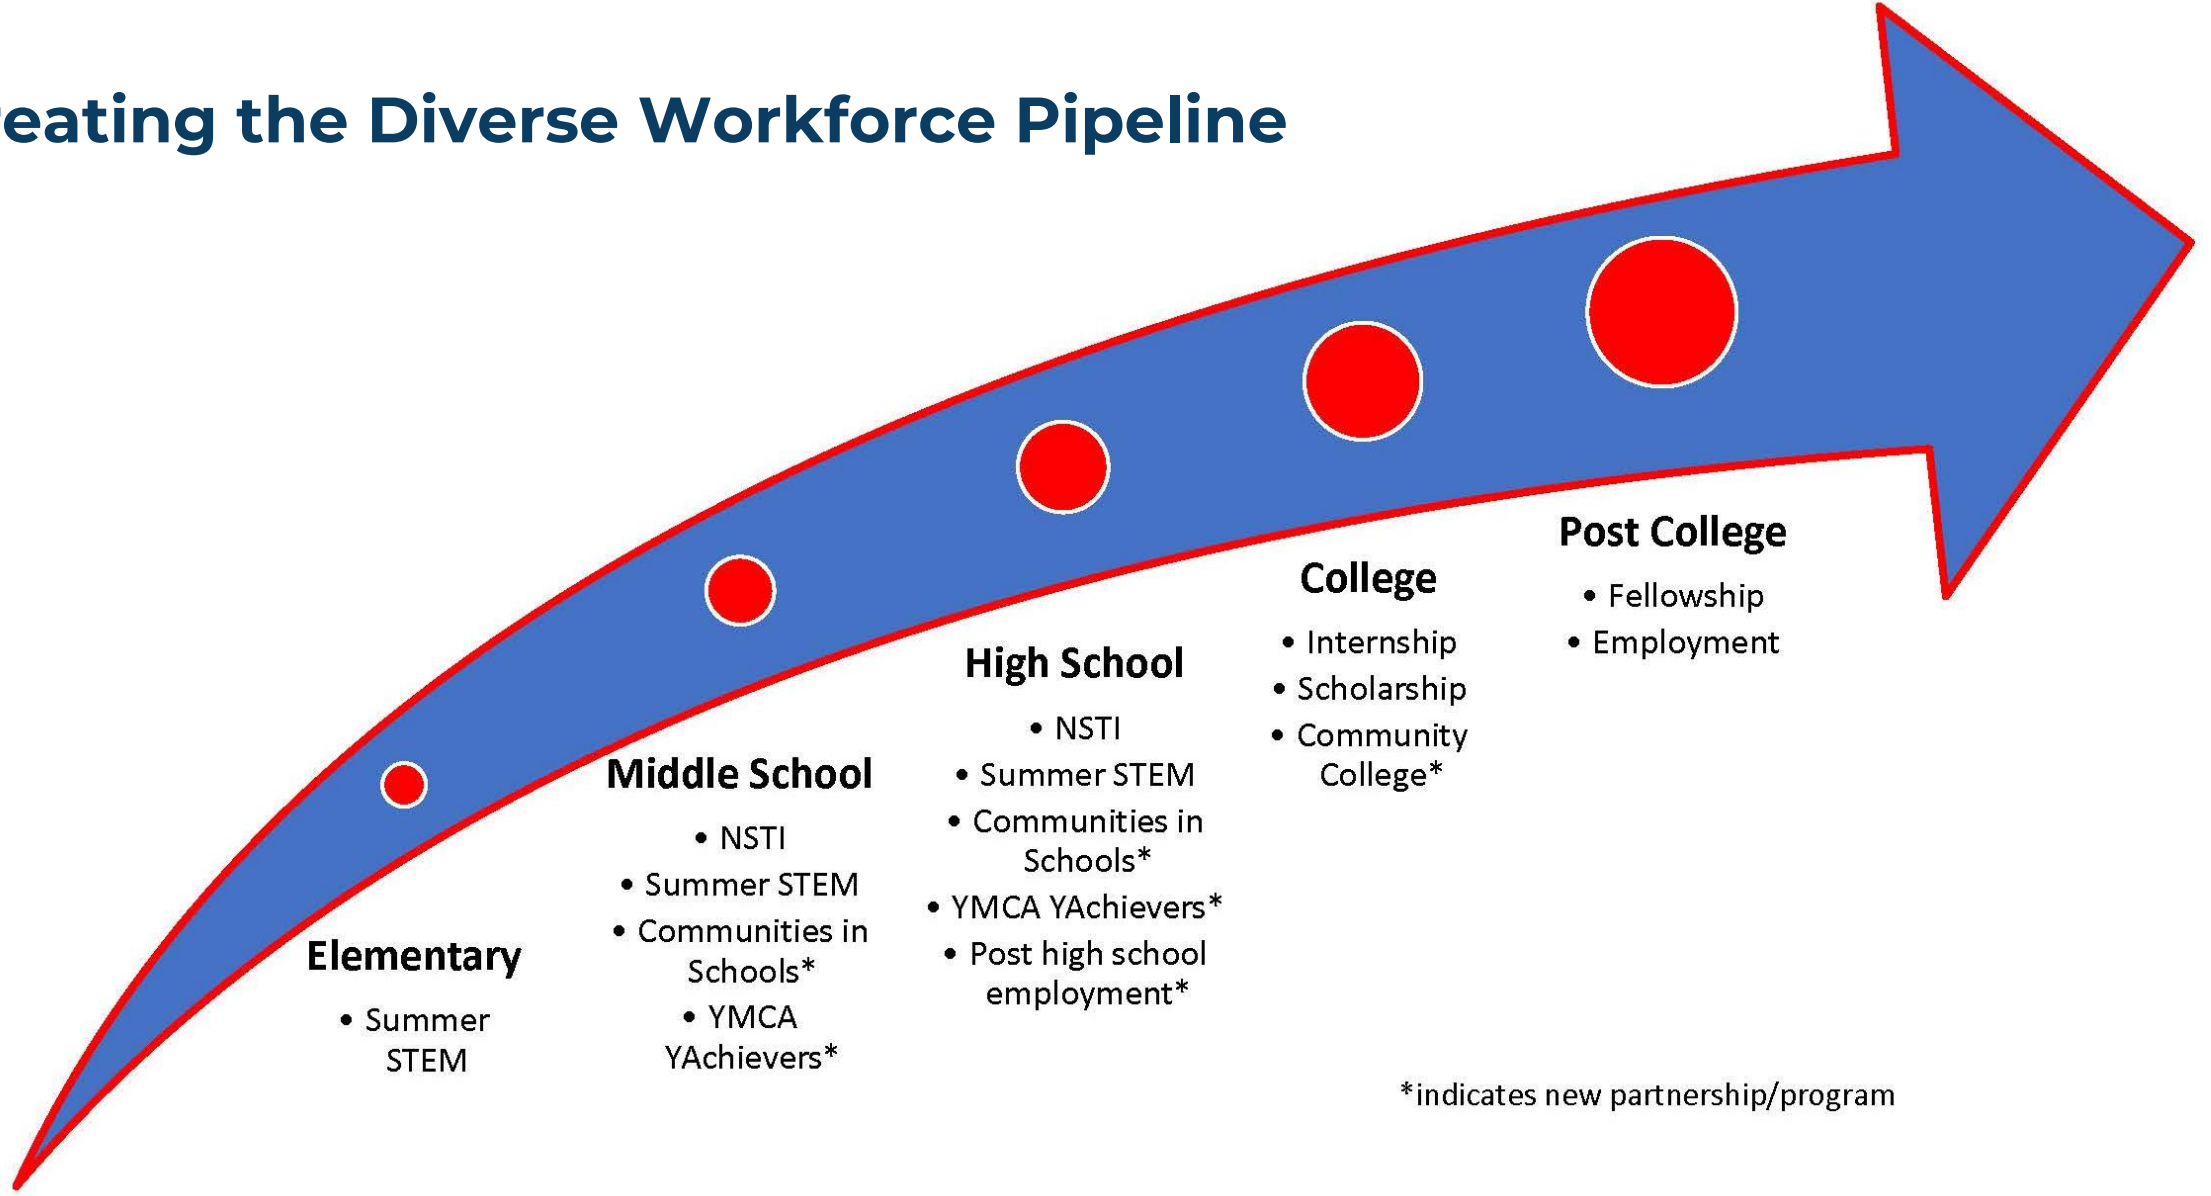 eating the Diverse Workforce Pipeline
Elementary
• Summer
STEM
Middle School
• NSTI
• Summer STEM
• Communities in
Schools*
• YMCA
YAchievers*
High School
• NSTI
• Summer STEM
• Communities in
Schools*
• YMCA YAchievers*
• Post high school
employment*
College
• Internship
• Scholarship
• Community
College*
Post College
• Fellowship
• Employment
*indicates new partnership/program